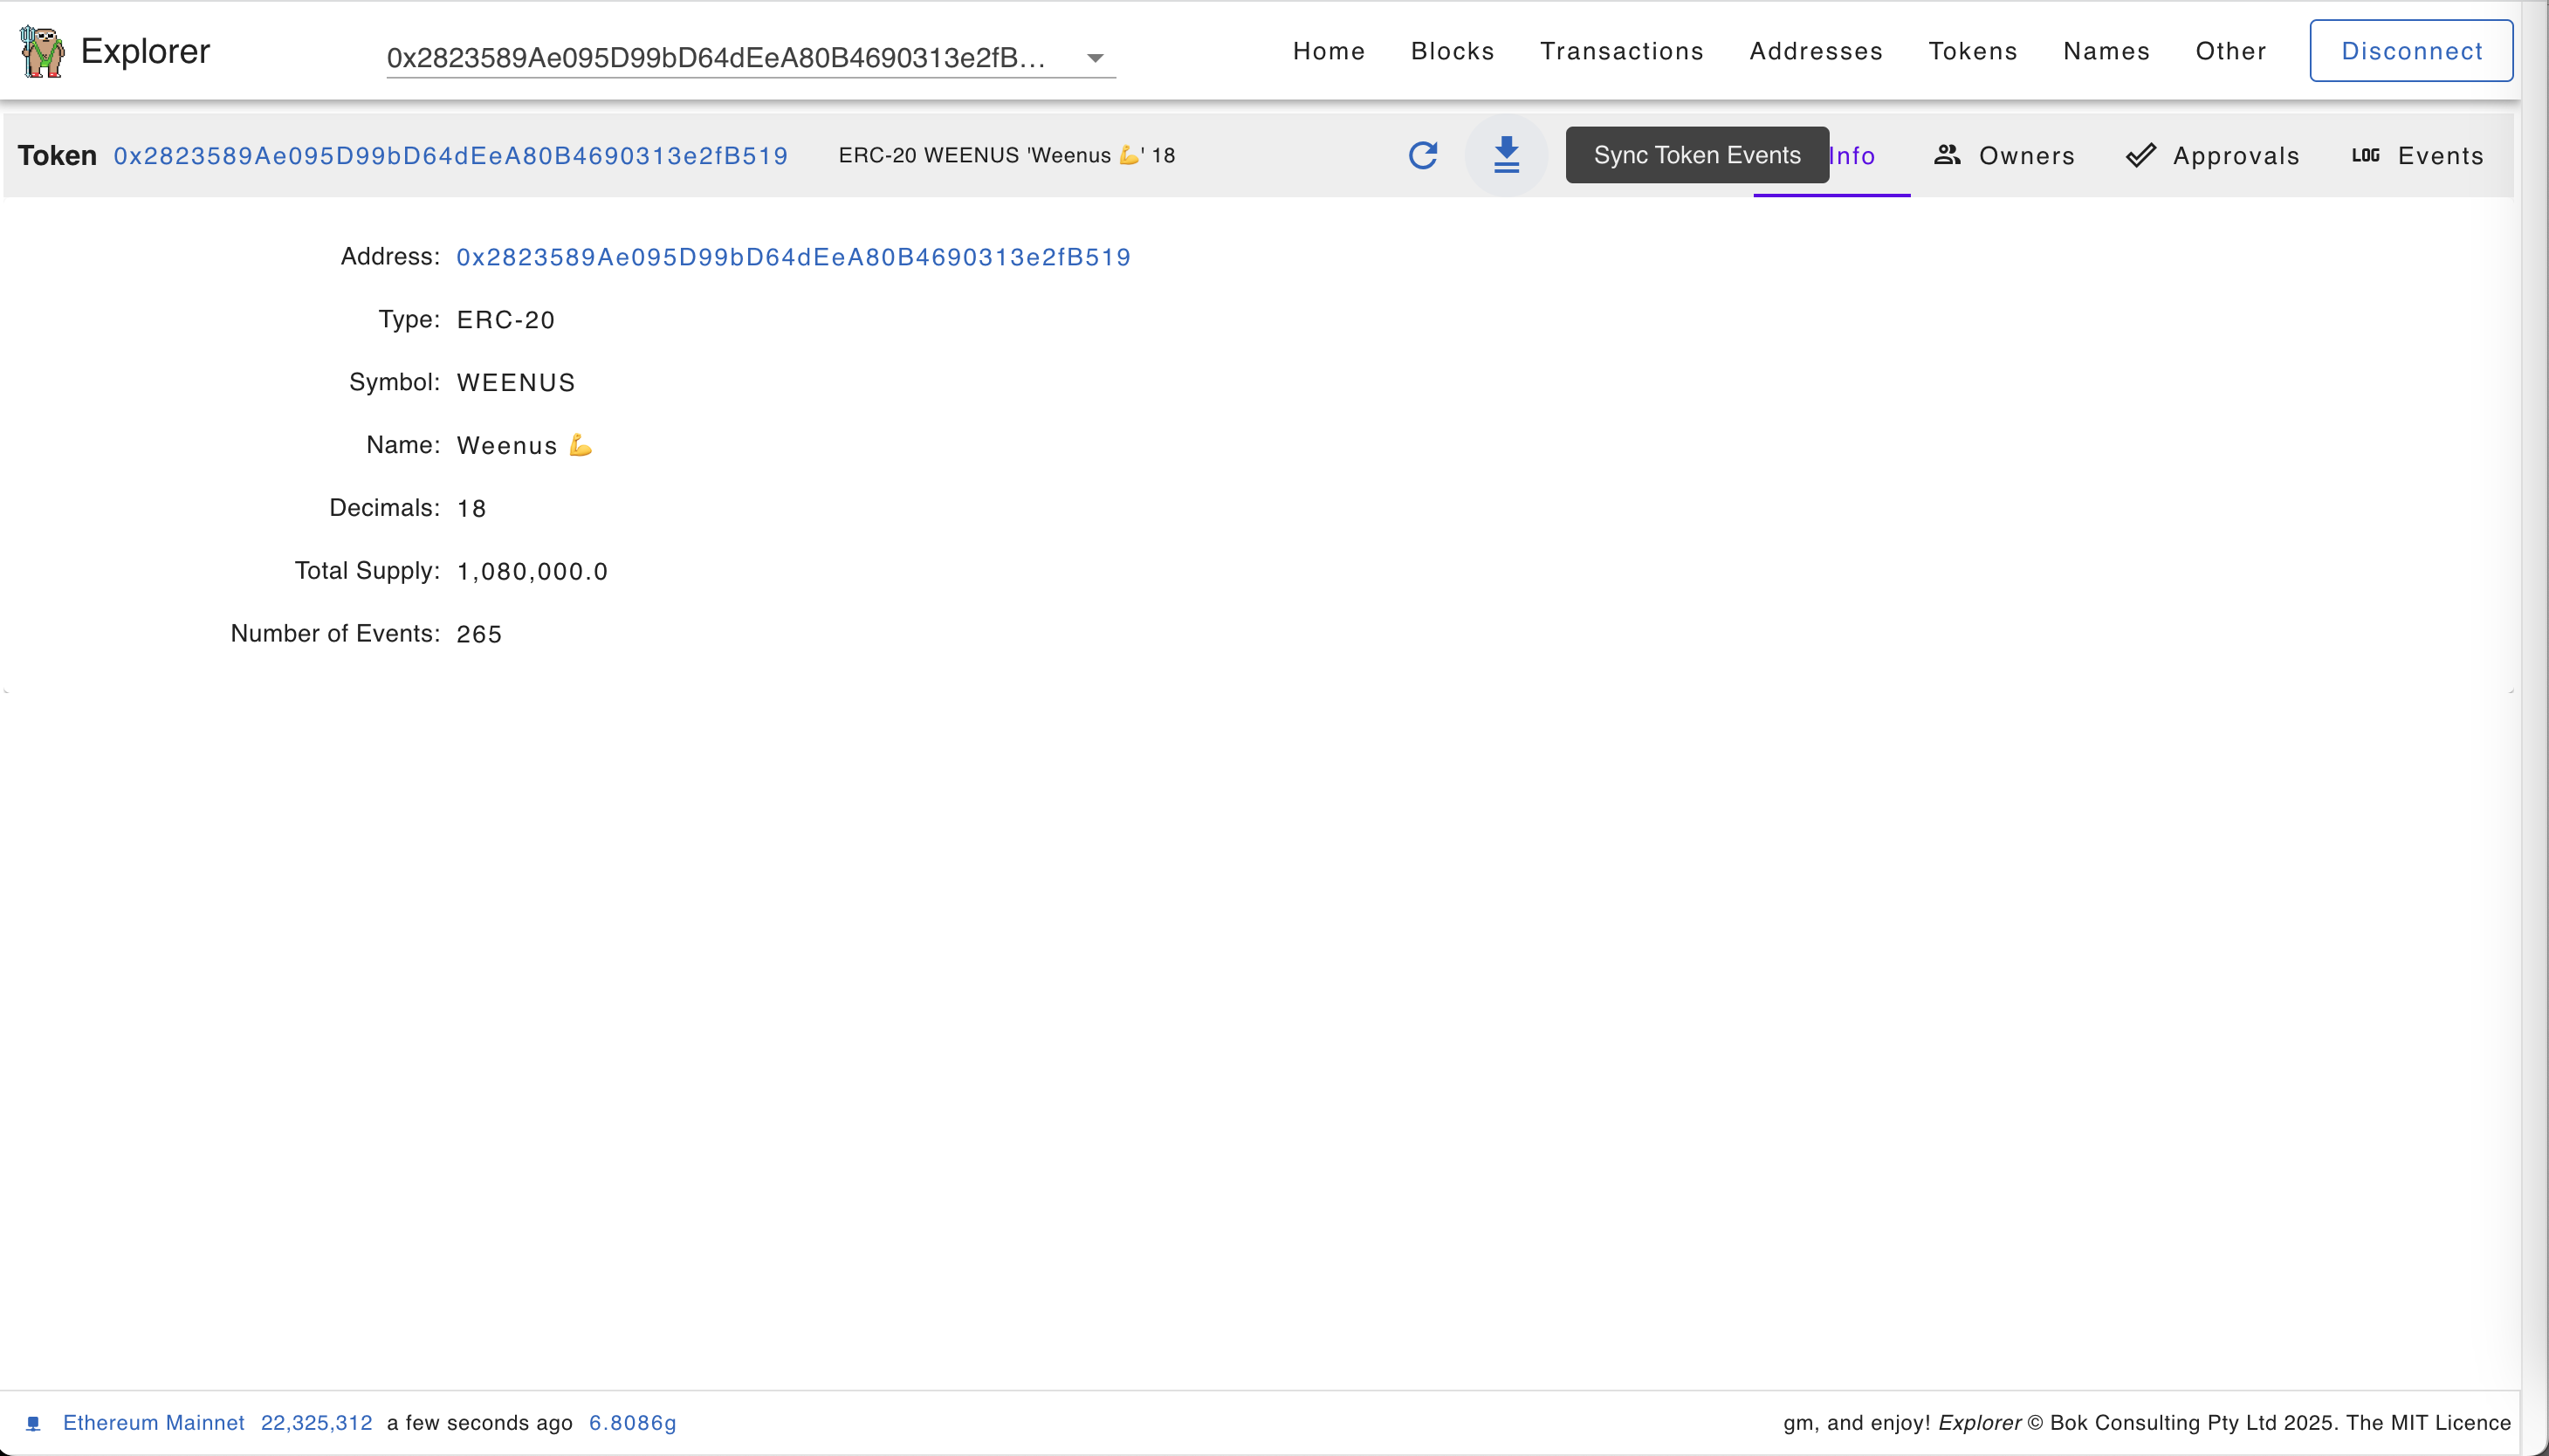 Explorer
0x2823589Ae095D99bD64dEeA80B4690313e2fB...
Home Blocks Transactions Addresses Tokens Names Other Disconnect
Token 0x2823589Ae095D99bD64dEeA80B4690313e2fB519 ERC-20 WEENUS 'Weenus 💪' 18 Sync Token Events Info Owners Approvals LOG Events
Address: 0x2823589Ae095D99bD64dEeA80B4690313e2fB519
Type: ERC-20
Symbol: WEENUS
Name: Weenus 💪
Decimals: 18
Total Supply: 1,080,000.0
Number of Events: 265
Ethereum Mainnet 22,325,312 a few seconds ago 6.8086g
gm, and enjoy! Explorer © Bok Consulting Pty Ltd 2025. The MIT Licence